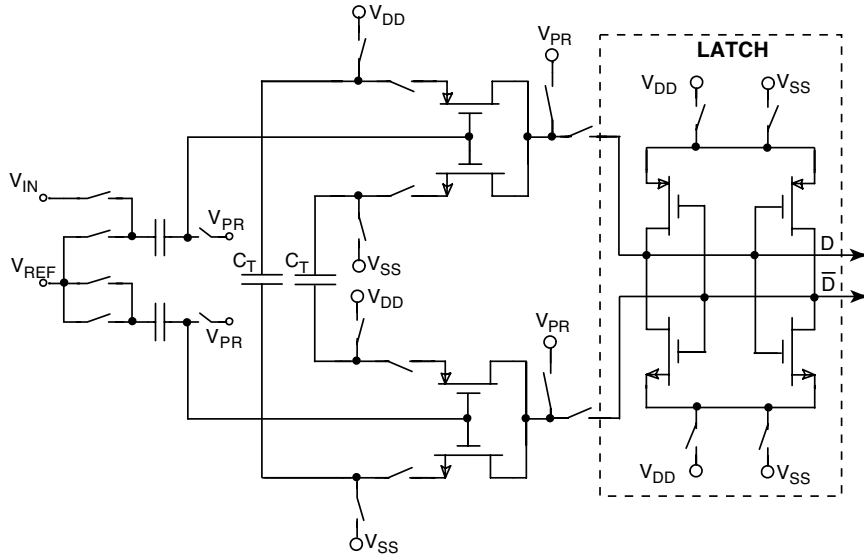 V_DD
V_PR
LATCH
V_DD
V_SS
V_IN
V_PR
V_REF
C_T
C_T
V_SS
D
V_DD
D̅
V_PR
V_PR
V_DD
V_SS
V_SS